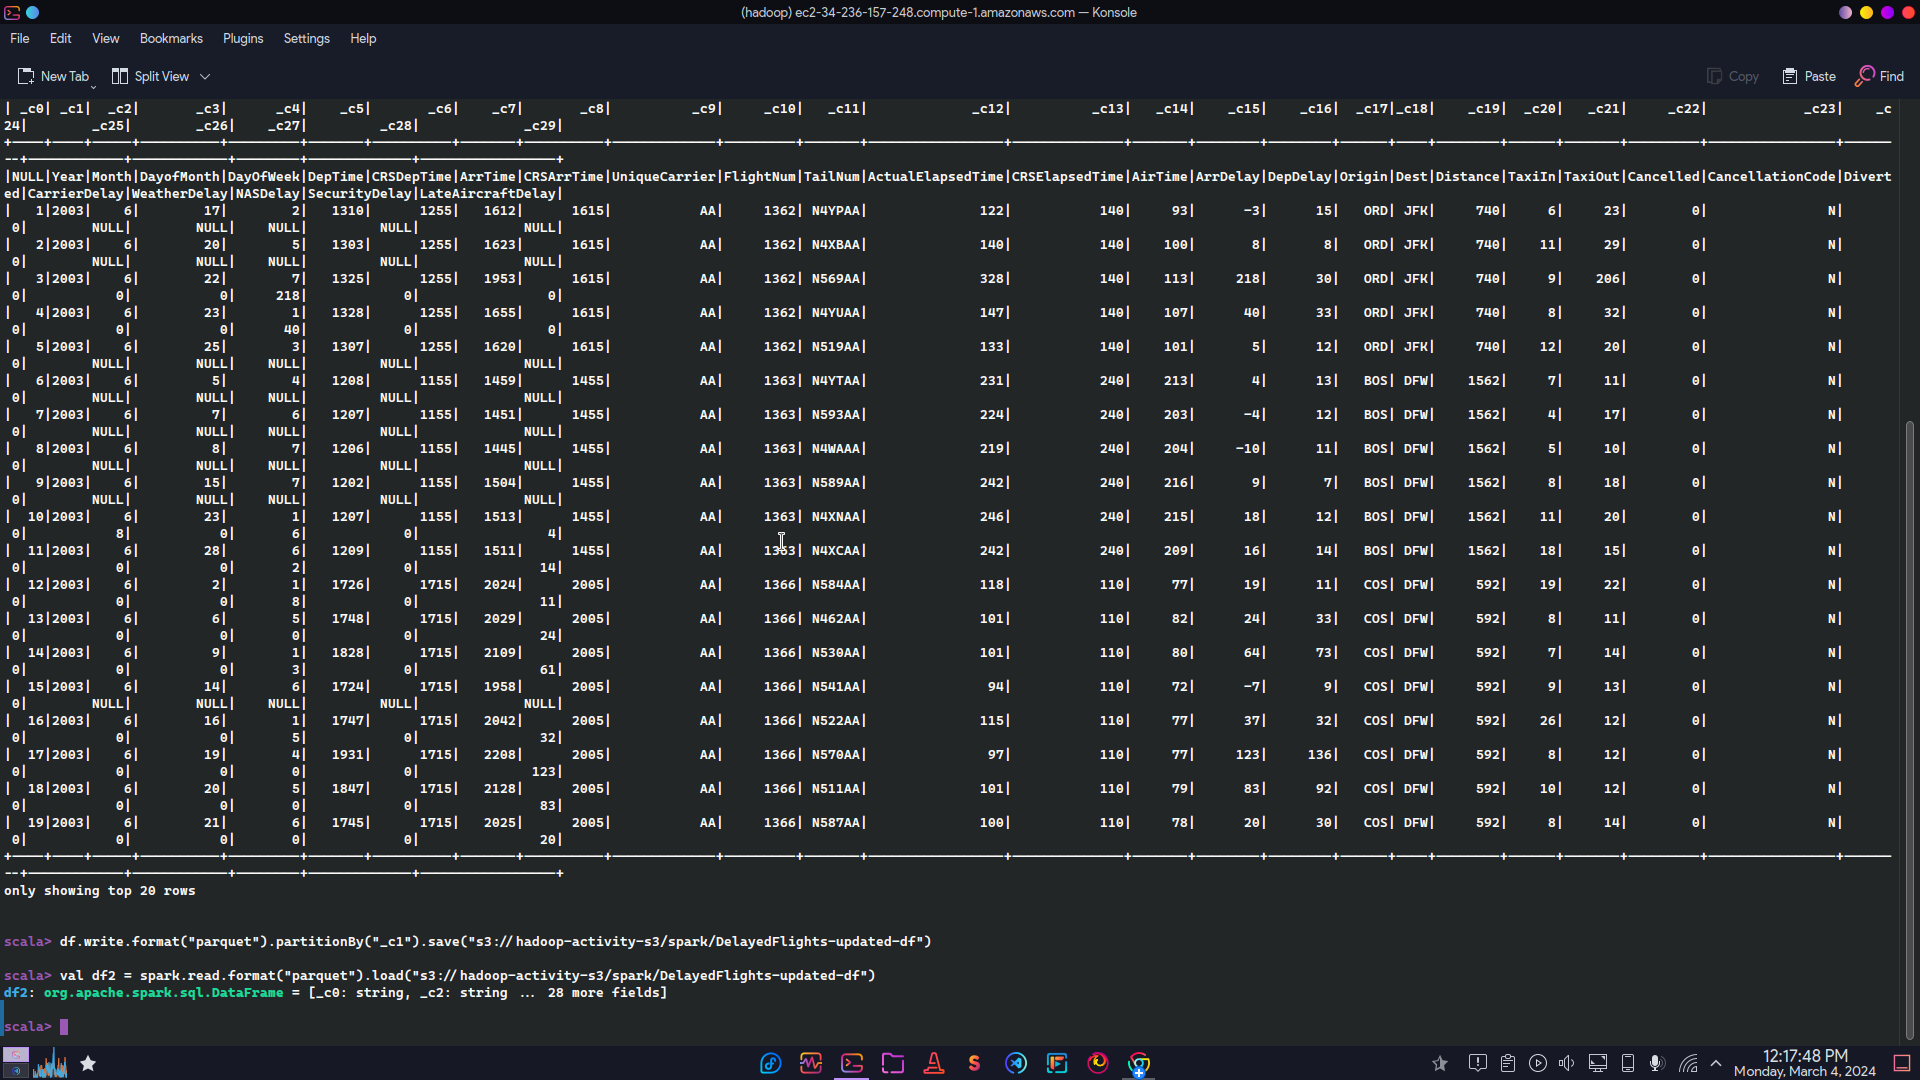 (hadoop) ec2-34-236-157-248.compute-1.amazonaws.com — Konsole
File Edit View Bookmarks Plugins Settings Help
New Tab Split View Copy Paste Find
| _c0| _c1| _c2| _c3| _c4| _c5| _c6| _c7| _c8| _c9| _c10| _c11| _c12| _c13| _c14| _c15| _c16| _c17|_c18| _c19| _c20| _c21| _c22| _c23| _c
24| _c25| _c26| _c27| _c28| _c29|
|NULL|Year|Month|DayofMonth|DayOfWeek|DepTime|CRSDepTime|ArrTime|CRSArrTime|UniqueCarrier|FlightNum|TailNum|ActualElapsedTime|CRSElapsedTime|AirTime|ArrDelay|DepDelay|Origin|Dest|Distance|TaxiIn|TaxiOut|Cancelled|CancellationCode|Divert
ed|CarrierDelay|WeatherDelay|NASDelay|SecurityDelay|LateAircraftDelay|
| 1|2003| 6| 17| 2| 1310| 1255| 1612| 1615| AA| 1362| N4YPAA| 122| 140| 93| -3| 15| ORD| JFK| 740| 6| 23| 0| N|
0| NULL| NULL| NULL| NULL| NULL|
| 2|2003| 6| 20| 5| 1303| 1255| 1623| 1615| AA| 1362| N4XBAA| 140| 140| 100| 8| 8| ORD| JFK| 740| 11| 29| 0| N|
0| NULL| NULL| NULL| NULL| NULL|
| 3|2003| 6| 22| 7| 1325| 1255| 1953| 1615| AA| 1362| N569AA| 328| 140| 113| 218| 30| ORD| JFK| 740| 9| 206| 0| N|
0| 0| 0| 218| 0| 0|
| 4|2003| 6| 23| 1| 1328| 1255| 1655| 1615| AA| 1362| N4YUAA| 147| 140| 107| 40| 33| ORD| JFK| 740| 8| 32| 0| N|
0| 0| 0| 40| 0| 0|
| 5|2003| 6| 25| 3| 1307| 1255| 1620| 1615| AA| 1362| N519AA| 133| 140| 101| 5| 12| ORD| JFK| 740| 12| 20| 0| N|
0| NULL| NULL| NULL| NULL| NULL|
| 6|2003| 6| 5| 4| 1208| 1155| 1459| 1455| AA| 1363| N4YTAA| 231| 240| 213| 4| 13| BOS| DFW| 1562| 7| 11| 0| N|
0| NULL| NULL| NULL| NULL| NULL|
| 7|2003| 6| 7| 6| 1207| 1155| 1451| 1455| AA| 1363| N593AA| 224| 240| 203| -4| 12| BOS| DFW| 1562| 4| 17| 0| N|
0| NULL| NULL| NULL| NULL| NULL|
| 8|2003| 6| 8| 7| 1206| 1155| 1445| 1455| AA| 1363| N4WAAA| 219| 240| 204| -10| 11| BOS| DFW| 1562| 5| 10| 0| N|
0| NULL| NULL| NULL| NULL| NULL|
| 9|2003| 6| 15| 7| 1202| 1155| 1504| 1455| AA| 1363| N589AA| 242| 240| 216| 9| 7| BOS| DFW| 1562| 8| 18| 0| N|
0| NULL| NULL| NULL| NULL| NULL|
| 10|2003| 6| 23| 1| 1207| 1155| 1513| 1455| AA| 1363| N4XNAA| 246| 240| 215| 18| 12| BOS| DFW| 1562| 11| 20| 0| N|
0| 8| 0| 6| 0| 4|
| 11|2003| 6| 28| 6| 1209| 1155| 1511| 1455| AA| 1363| N4XCAA| 242| 240| 209| 16| 14| BOS| DFW| 1562| 18| 15| 0| N|
0| 0| 0| 2| 0| 14|
| 12|2003| 6| 2| 1| 1726| 1715| 2024| 2005| AA| 1366| N584AA| 118| 110| 77| 19| 11| COS| DFW| 592| 19| 22| 0| N|
0| 0| 0| 8| 0| 11|
| 13|2003| 6| 6| 5| 1748| 1715| 2029| 2005| AA| 1366| N462AA| 101| 110| 82| 24| 33| COS| DFW| 592| 8| 11| 0| N|
0| 0| 0| 0| 0| 24|
| 14|2003| 6| 9| 1| 1828| 1715| 2109| 2005| AA| 1366| N530AA| 101| 110| 80| 64| 73| COS| DFW| 592| 7| 14| 0| N|
0| 0| 0| 3| 0| 61|
| 15|2003| 6| 14| 6| 1724| 1715| 1958| 2005| AA| 1366| N541AA| 94| 110| 72| -7| 9| COS| DFW| 592| 9| 13| 0| N|
0| NULL| NULL| NULL| NULL| NULL|
| 16|2003| 6| 16| 1| 1747| 1715| 2042| 2005| AA| 1366| N522AA| 115| 110| 77| 37| 32| COS| DFW| 592| 26| 12| 0| N|
0| 0| 0| 5| 0| 32|
| 17|2003| 6| 19| 4| 1931| 1715| 2208| 2005| AA| 1366| N570AA| 97| 110| 77| 123| 136| COS| DFW| 592| 8| 12| 0| N|
0| 0| 0| 0| 0| 123|
| 18|2003| 6| 20| 5| 1847| 1715| 2128| 2005| AA| 1366| N511AA| 101| 110| 79| 83| 92| COS| DFW| 592| 10| 12| 0| N|
0| 0| 0| 0| 0| 83|
| 19|2003| 6| 21| 6| 1745| 1715| 2025| 2005| AA| 1366| N587AA| 100| 110| 78| 20| 30| COS| DFW| 592| 8| 14| 0| N|
0| 0| 0| 0| 0| 20|
only showing top 20 rows
scala> df.write.format("parquet").partitionBy("_c1").save("s3://hadoop-activity-s3/spark/DelayedFlights-updated-df")
scala> val df2 = spark.read.format("parquet").load("s3://hadoop-activity-s3/spark/DelayedFlights-updated-df")
df2: org.apache.spark.sql.DataFrame = [_c0: string, _c2: string ... 28 more fields]
scala>
12:17:48 PM
Monday, March 4, 2024